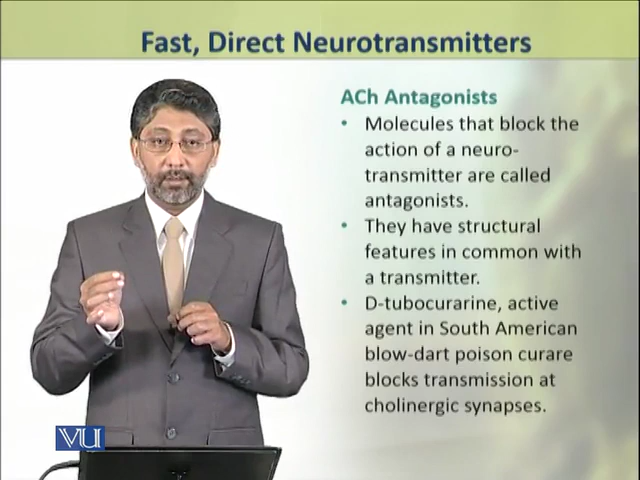 Fast, Direct Neurotransmitters
ACh Antagonists
• Molecules that block the
action of a neuro-
transmitter are called
antagonists.
• They have structural
features in common with
a transmitter.
• D-tubocurarine, active
agent in South American
blow-dart poison curare
blocks transmission at
cholinergic synapses.
VU